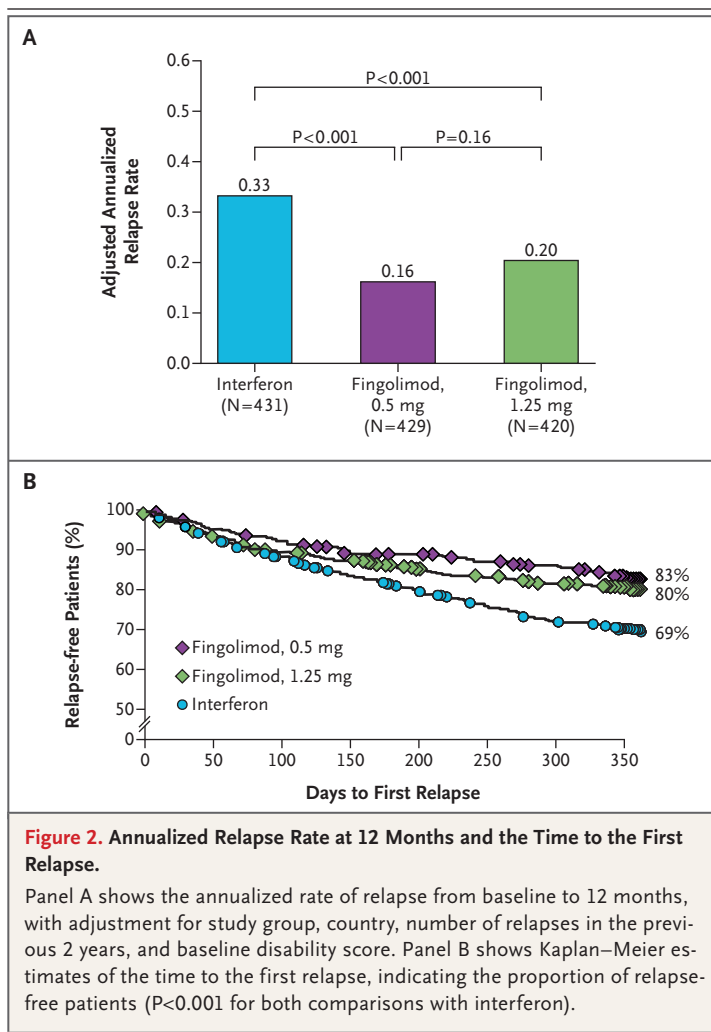 A
0.6
P<0.001
0.5
P<0.001
P=0.16
0.4
0.33
0.3
0.20
0.2
0.16
0.1
0.0
Adjusted Annualized
Relapse Rate
Interferon
(N=431)
Fingolimod,
0.5 mg
(N=429)
Fingolimod,
1.25 mg
(N=420)
B
100
90
80
70
50
0
Relapse-free Patients (%)
83%
80%
69%
Fingolimod, 0.5 mg
Fingolimod, 1.25 mg
Interferon
0 50 100 150 200 250 300 350
Days to First Relapse
Figure 2. Annualized Relapse Rate at 12 Months and the Time to the First
Relapse.
Panel A shows the annualized rate of relapse from baseline to 12 months,
with adjustment for study group, country, number of relapses in the previ-
ous 2 years, and baseline disability score. Panel B shows Kaplan–Meier es-
timates of the time to the first relapse, indicating the proportion of relapse-
free patients (P<0.001 for both comparisons with interferon).